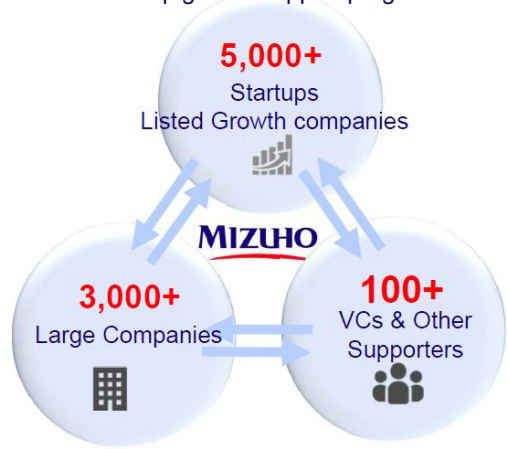 5,000+
Startups
Listed Growth companies
MIZUHO
3,000+
Large Companies
100+
VCs & Other
Supporters